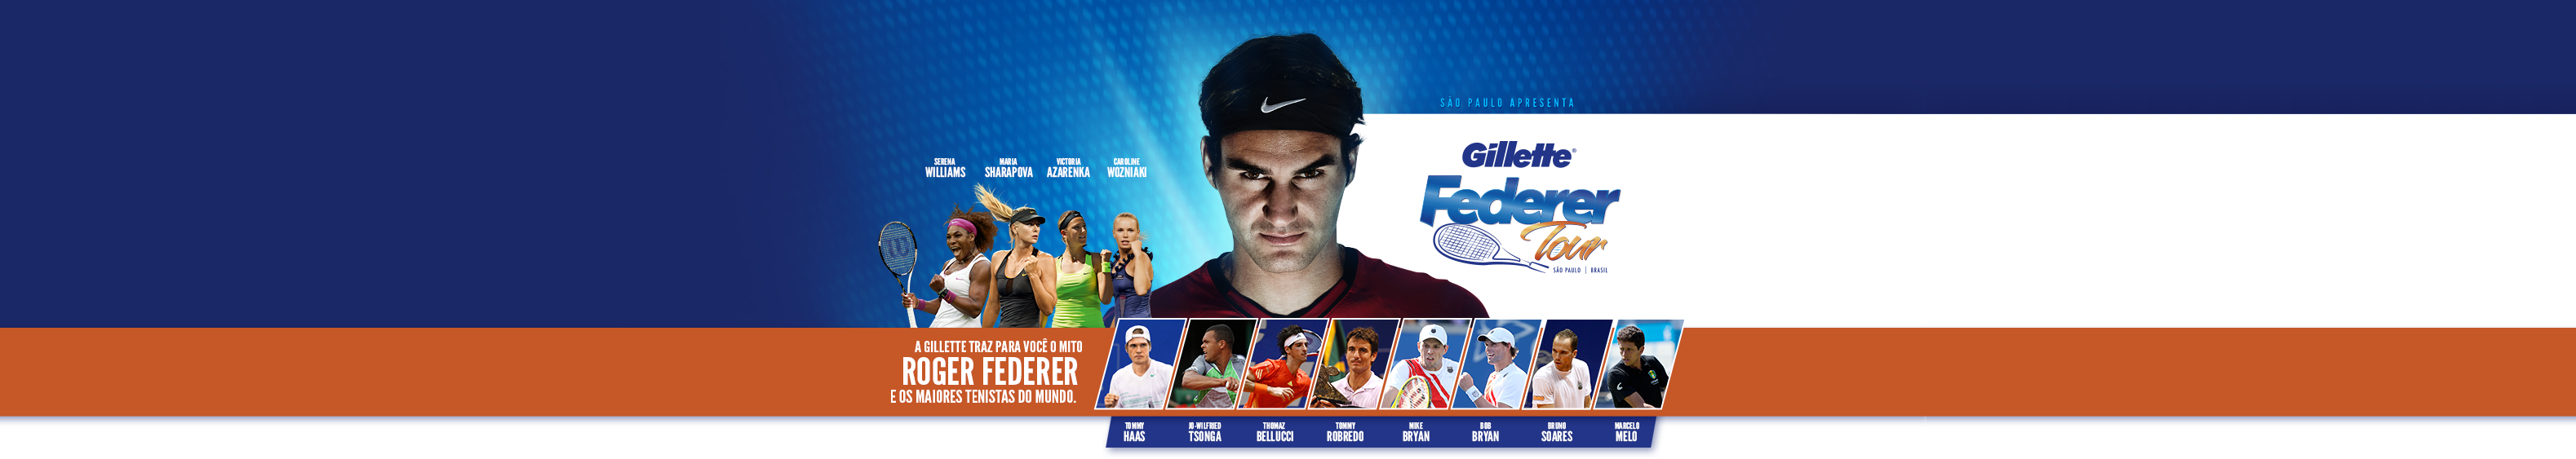 SÃO PAULO APRESENTA
Gillette®
Federer
Tour
SÃO PAULO | BRASIL
SERENA
WILLIAMS
MARIA
SHARAPOVA
VICTORIA
AZARENKA
CAROLINE
WOZNIAKI
A GILLETTE TRAZ PARA VOCÊ O MITO
ROGER FEDERER
E OS MAIORES TENISTAS DO MUNDO.
TOMMY
HAAS
JO-WILFRIED
TSONGA
THOMAZ
BELLUCCI
TOMMY
ROBREDO
MIKE
BRYAN
BOB
BRYAN
BRUNO
SOARES
MARCELO
MELO